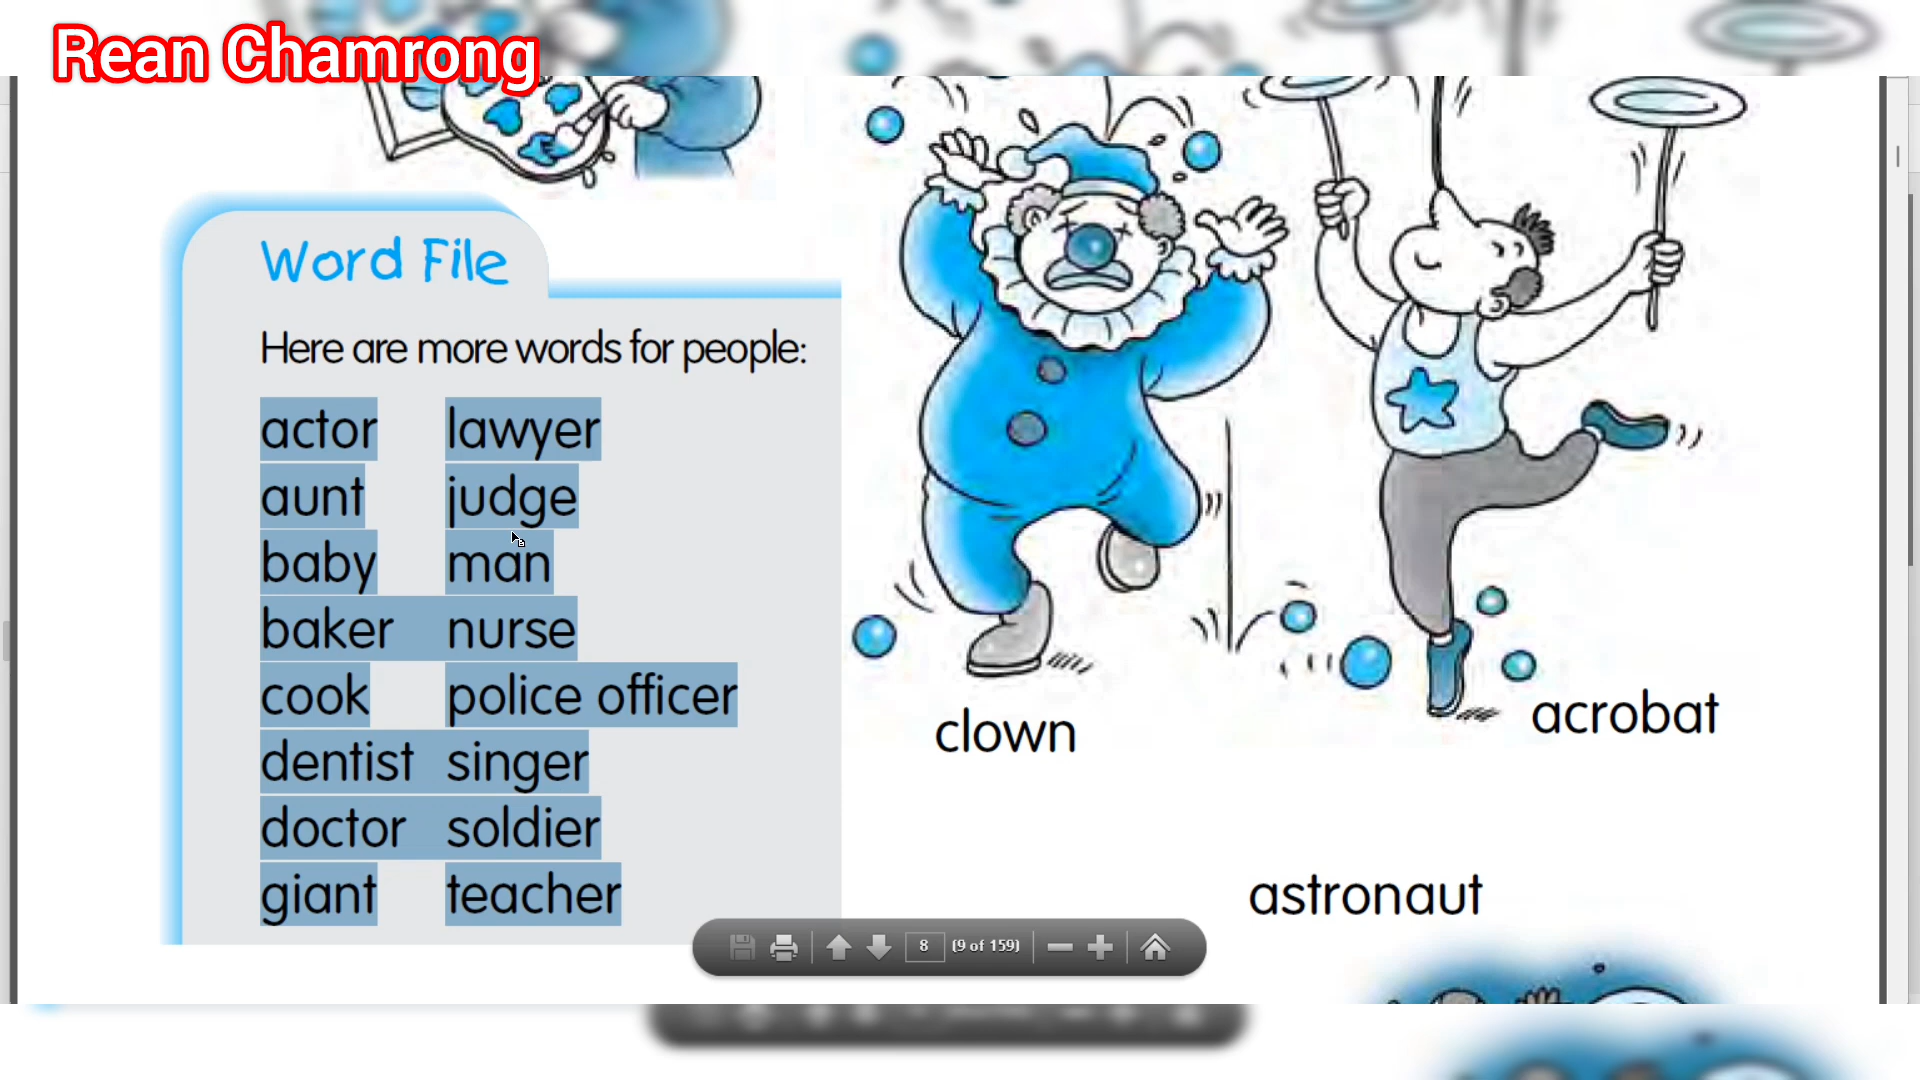 Rean Chamrong
Word File
Here are more words for people:
actor lawyer
aunt judge
baby man
baker nurse
cook police officer
dentist singer
doctor soldier
giant teacher
clown
acrobat
astronaut
8 (9 of 159)